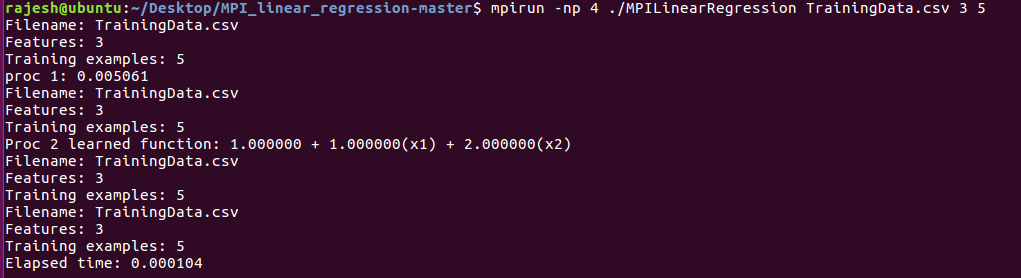 rajesh@ubuntu:~/Desktop/MPI_linear_regression-master$ mpirun -np 4 ./MPILinearRegression TrainingData.csv 3 5
Filename: TrainingData.csv
Features: 3
Training examples: 5
proc 1: 0.005061
Filename: TrainingData.csv
Features: 3
Training examples: 5
Proc 2 learned function: 1.000000 + 1.000000(x1) + 2.000000(x2)
Filename: TrainingData.csv
Features: 3
Training examples: 5
Filename: TrainingData.csv
Features: 3
Training examples: 5
Elapsed time: 0.000104